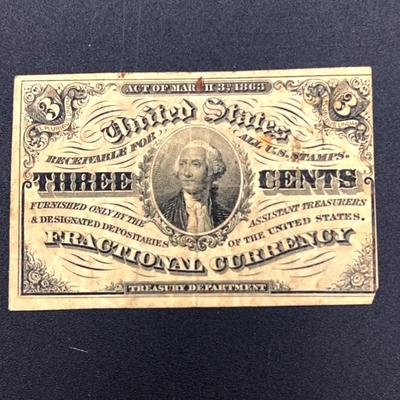 ACT OF MARCH 3RD 1863
3 3
United States
RECEIVABLE FOR ALL U.S. STAMPS.
THREE CENTS
FURNISHED ONLY BY THE ASSISTANT TREASURERS
& DESIGNATED DEPOSITARIES OF THE UNITED STATES.
FRACTIONAL CURRENCY
TREASURY DEPARTMENT